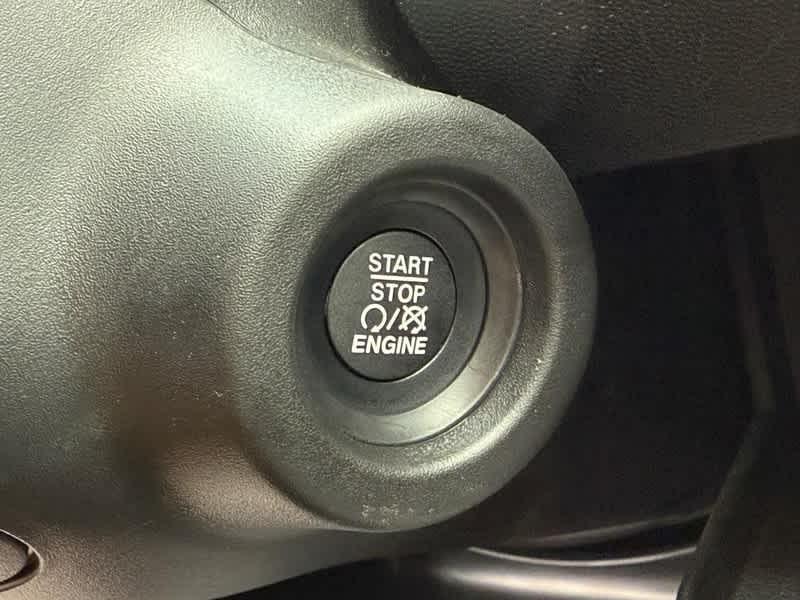 START
STOP
/
ENGINE